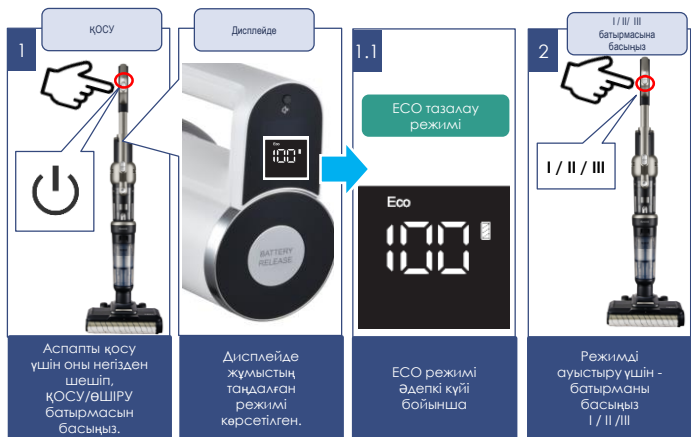 1
ҚОСУ
I / II / III
Аспапты қосу
үшін оны негізден
шешіп,
ҚОСУ/ӨШІРУ
батырмасын
басыңыз.
Дисплейде
Eco
100
BATTERY
RELEASE
Дисплейде
жұмыстың
таңдалған
режимі
көрсетілген.
1.1
ECO тазалау
режимі
Eco
100
ECO режимі
әдепкі күйі
бойынша
2
I / II/ III
батырмасына
басыңыз
Режимді
ауыстыру үшін -
батырманы
басыңыз
I / II /III